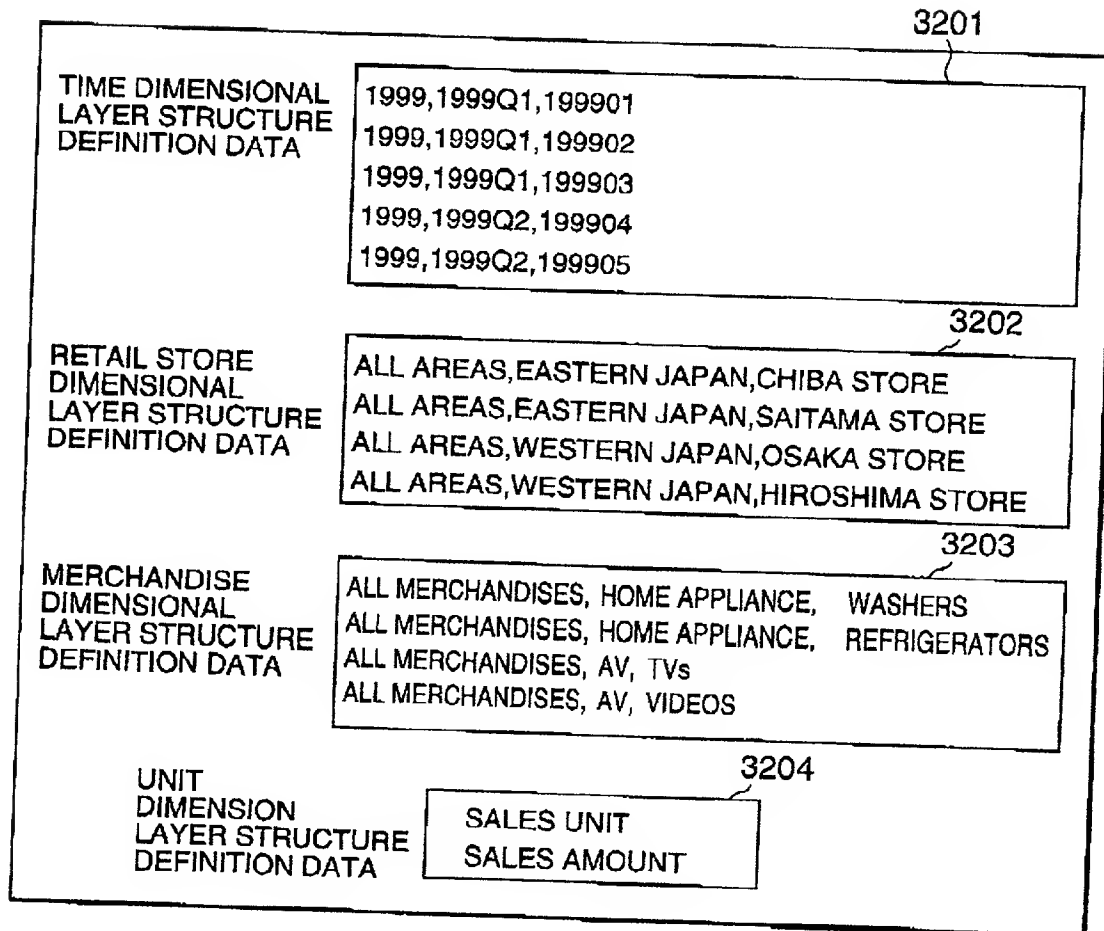 3201
TIME DIMENSIONAL
LAYER STRUCTURE
DEFINITION DATA
1999,1999Q1,199901
1999,1999Q1,199902
1999,1999Q1,199903
1999,1999Q2,199904
1999,1999Q2,199905
3202
RETAIL STORE
DIMENSIONAL
LAYER STRUCTURE
DEFINITION DATA
ALL AREAS,EASTERN JAPAN,CHIBA STORE
ALL AREAS,EASTERN JAPAN,SAITAMA STORE
ALL AREAS,WESTERN JAPAN,OSAKA STORE
ALL AREAS,WESTERN JAPAN,HIROSHIMA STORE
3203
MERCHANDISE
DIMENSIONAL
LAYER STRUCTURE
DEFINITION DATA
ALL MERCHANDISES, HOME APPLIANCE, WASHERS
ALL MERCHANDISES, HOME APPLIANCE, REFRIGERATORS
ALL MERCHANDISES, AV, TVs
ALL MERCHANDISES, AV, VIDEOS
3204
UNIT
DIMENSION
LAYER STRUCTURE
DEFINITION DATA
SALES UNIT
SALES AMOUNT